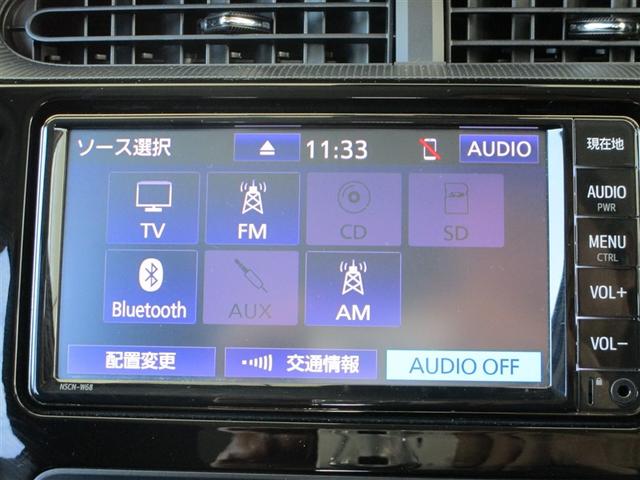 ソース選択
11:33
AUDIO
TV
FM
CD
SD
Bluetooth
AUX
AM
配置変更
交通情報
AUDIO OFF
NSCN-W68
現在地
AUDIO
PWR
MENU
CTRL
VOL+
VOL-